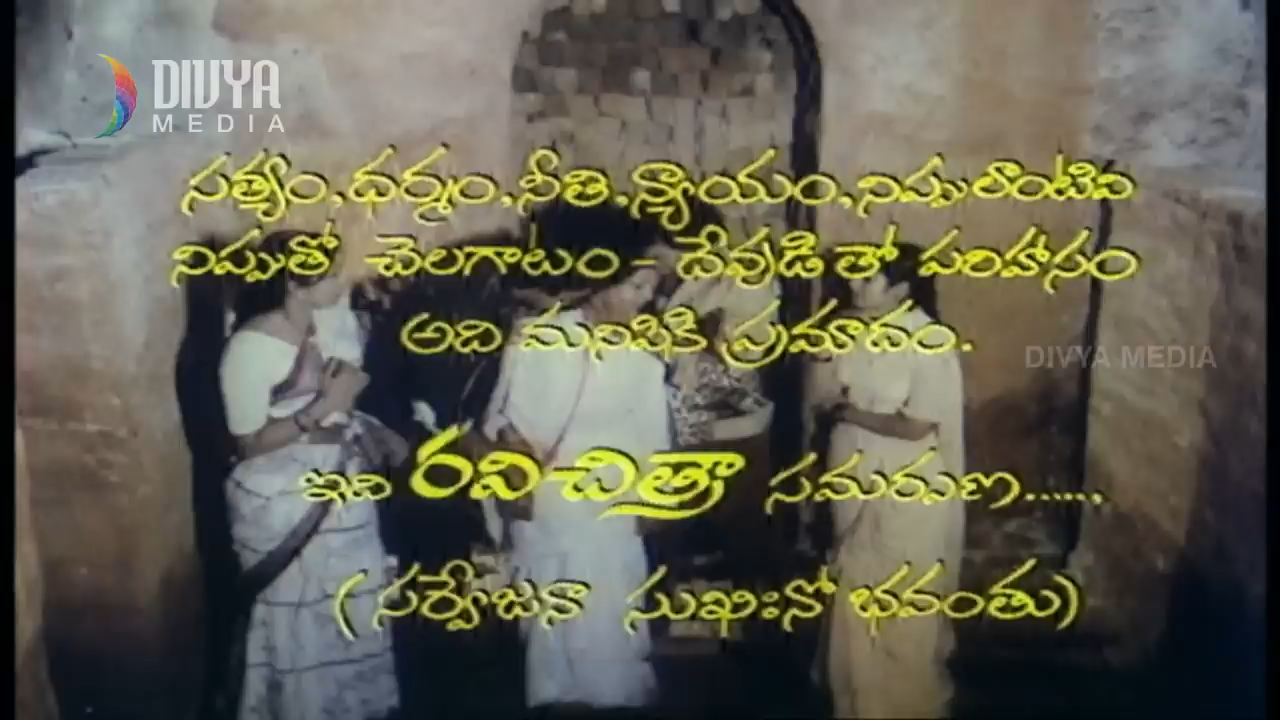 DIVYA
MEDIA
సత్యం,ధర్మం,నీతి,న్యాయం,నిప్పులాంటివి
నిప్పుతో చెలగాటం - దేవుడితో పరిహాసం
అది మనిషికి ప్రమాదం.
DIVYA MEDIA
ఇది రవిచిత్రా సమర్పణ......
( సర్వేజనా సుఖిఃనో భవంతు)